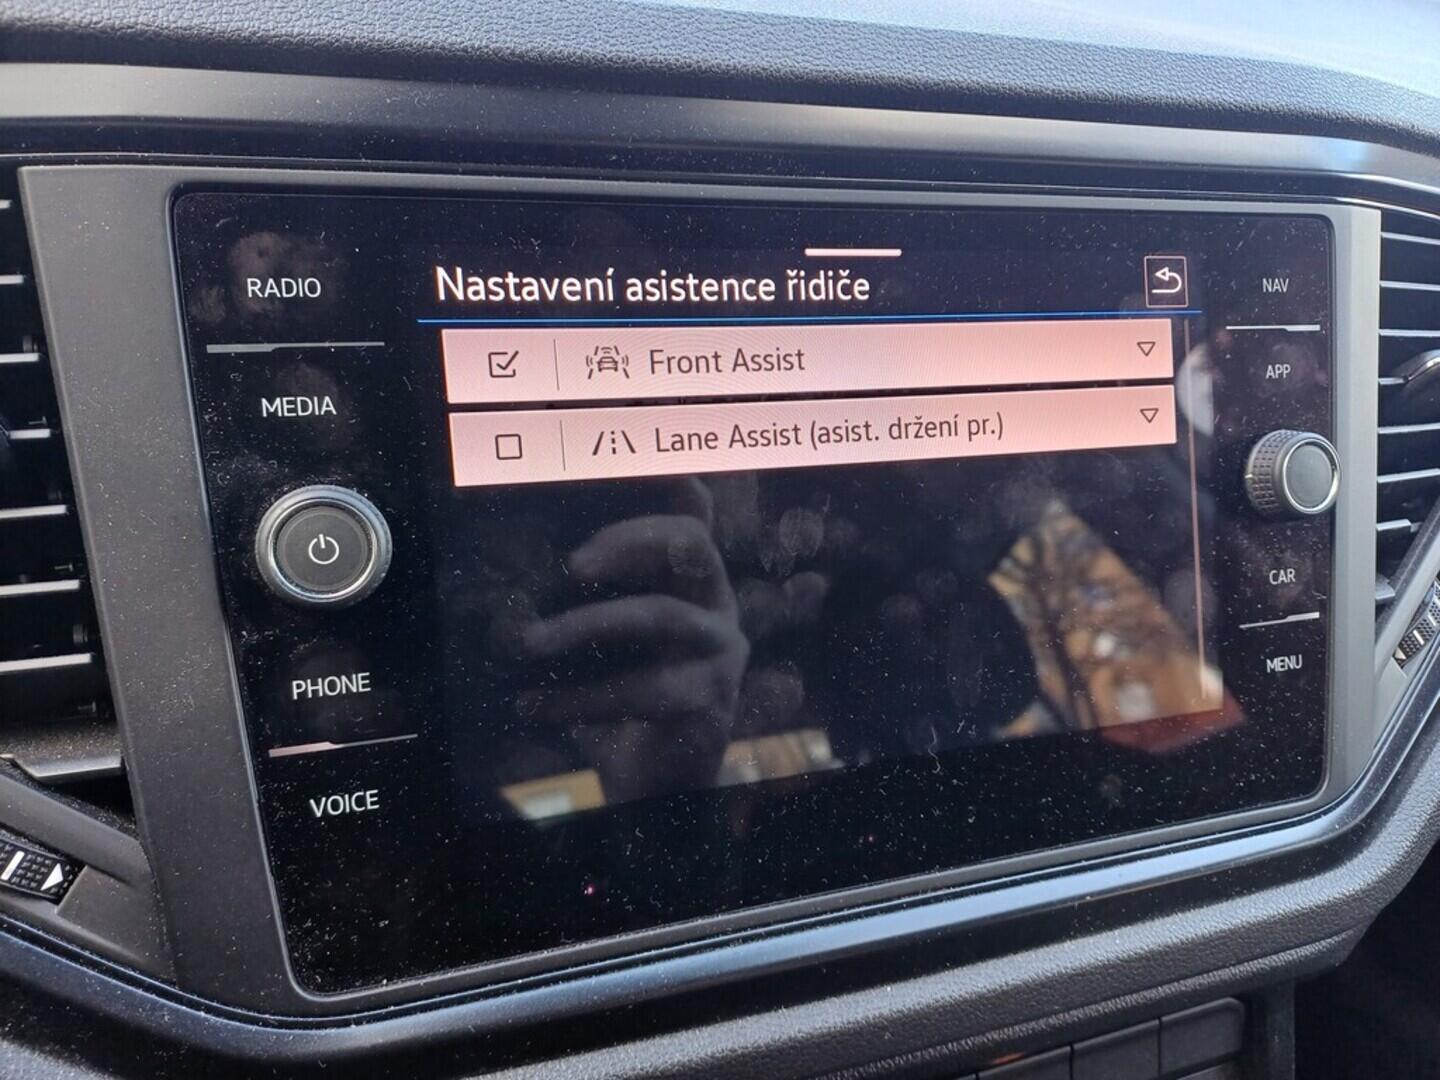 RADIO
MEDIA
PHONE
VOICE
Nastavení asistence řidiče
Front Assist
Lane Assist (asist. držení pr.)
NAV
APP
CAR
MENU